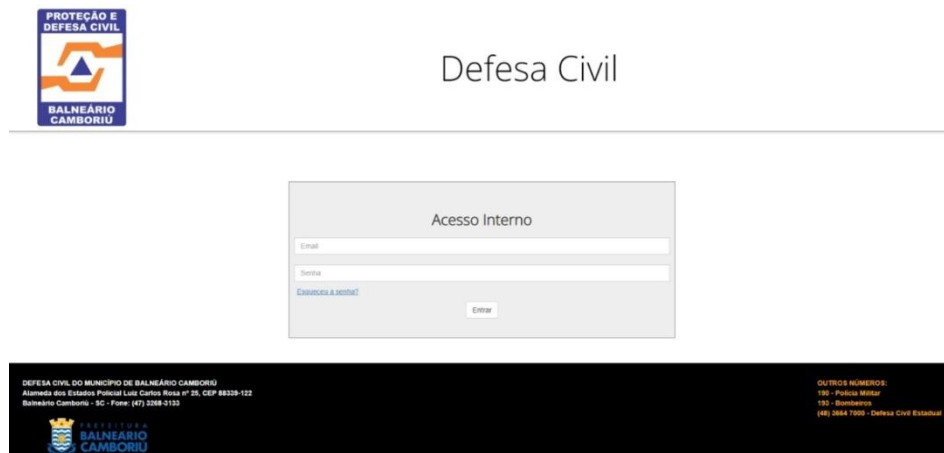 PROTEÇÃO E
DEFESA CIVIL
BALNEÁRIO
CAMBORIÚ
Defesa Civil
Acesso Interno
Email
Senha
Esqueceu a senha?
Entrar
DEFESA CIVIL DO MUNICÍPIO DE BALNEÁRIO CAMBORIÚ
Alameda dos Estados Policial Luiz Carlos Rosa n° 25, CEP 88339-122
Balneário Camboriú - SC - Fone: (47) 3268-3133
PREFEITURA
BALNEÁRIO
CAMBORIÚ
OUTROS NÚMEROS:
190 - Polícia Militar
193 - Bombeiros
(48) 3664 7000 - Defesa Civil Estadual